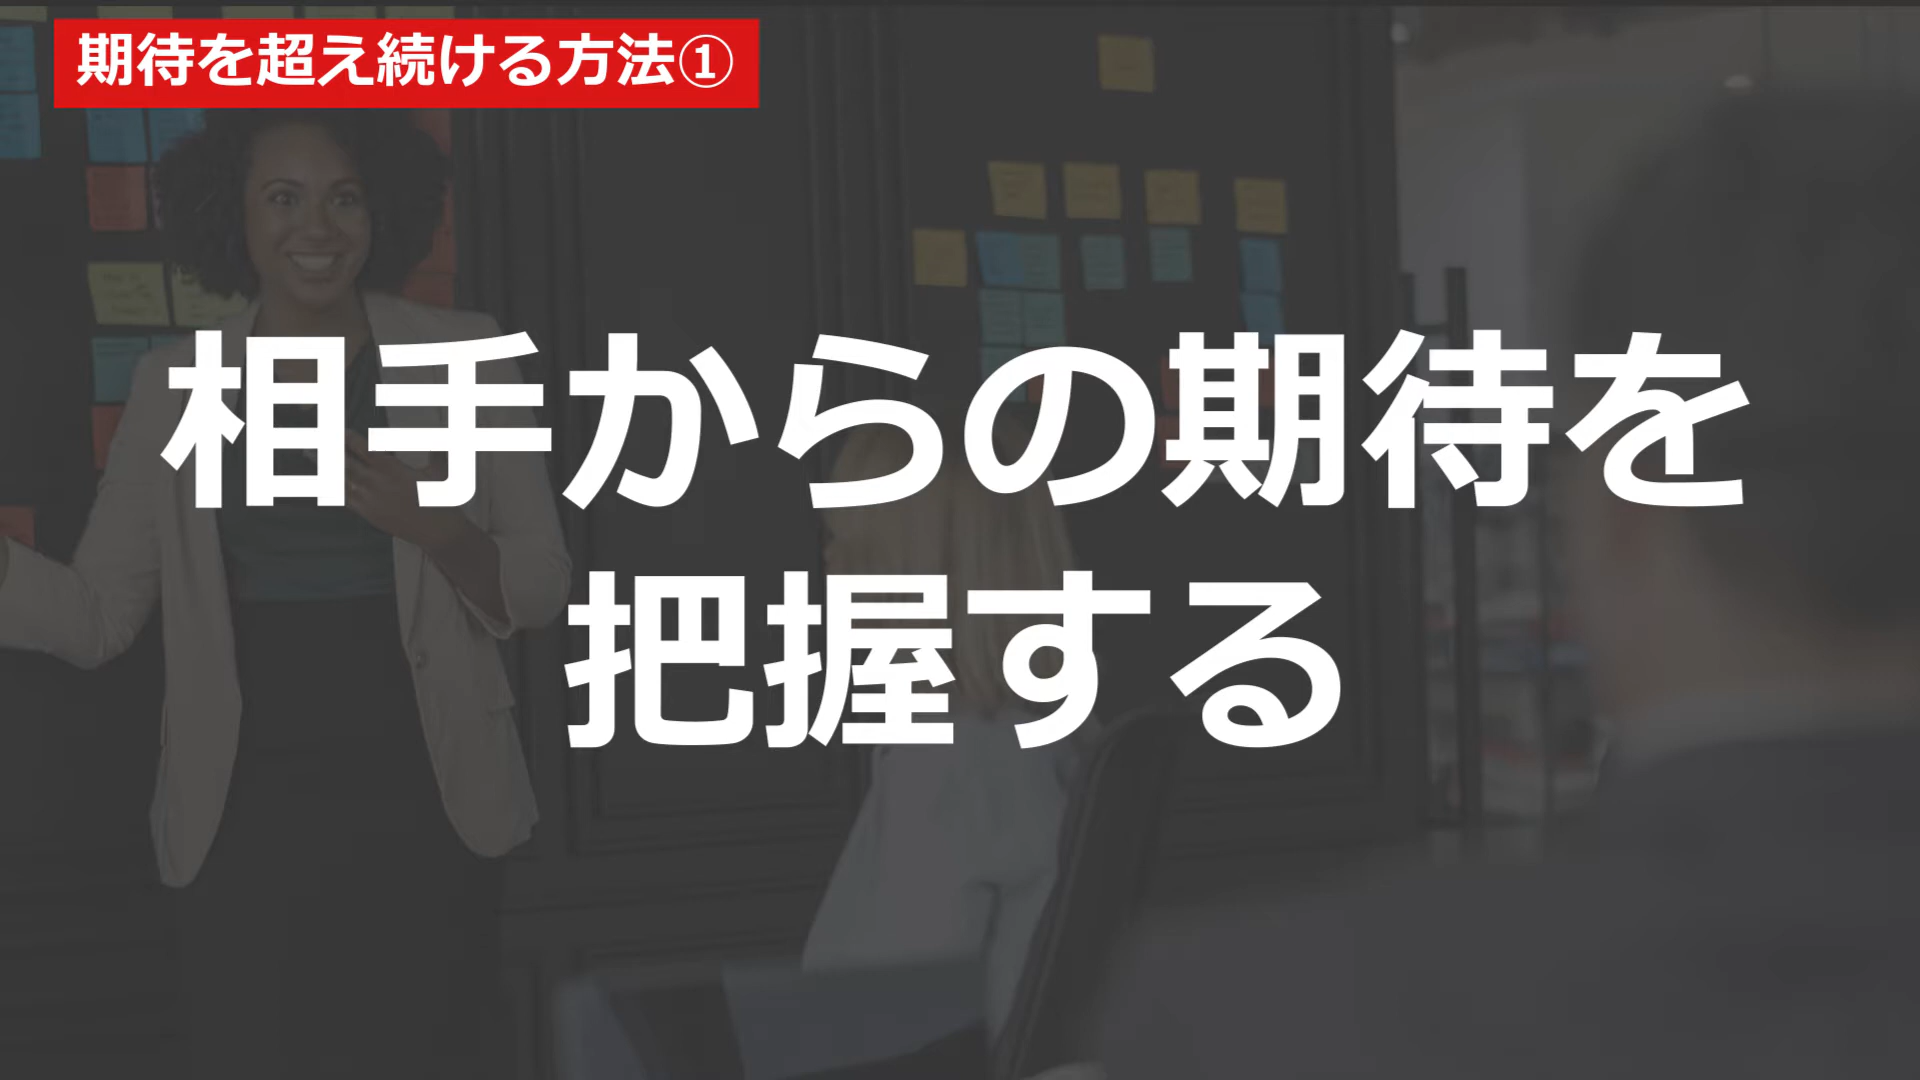 期待を超え続ける方法①
相手からの期待を
把握する